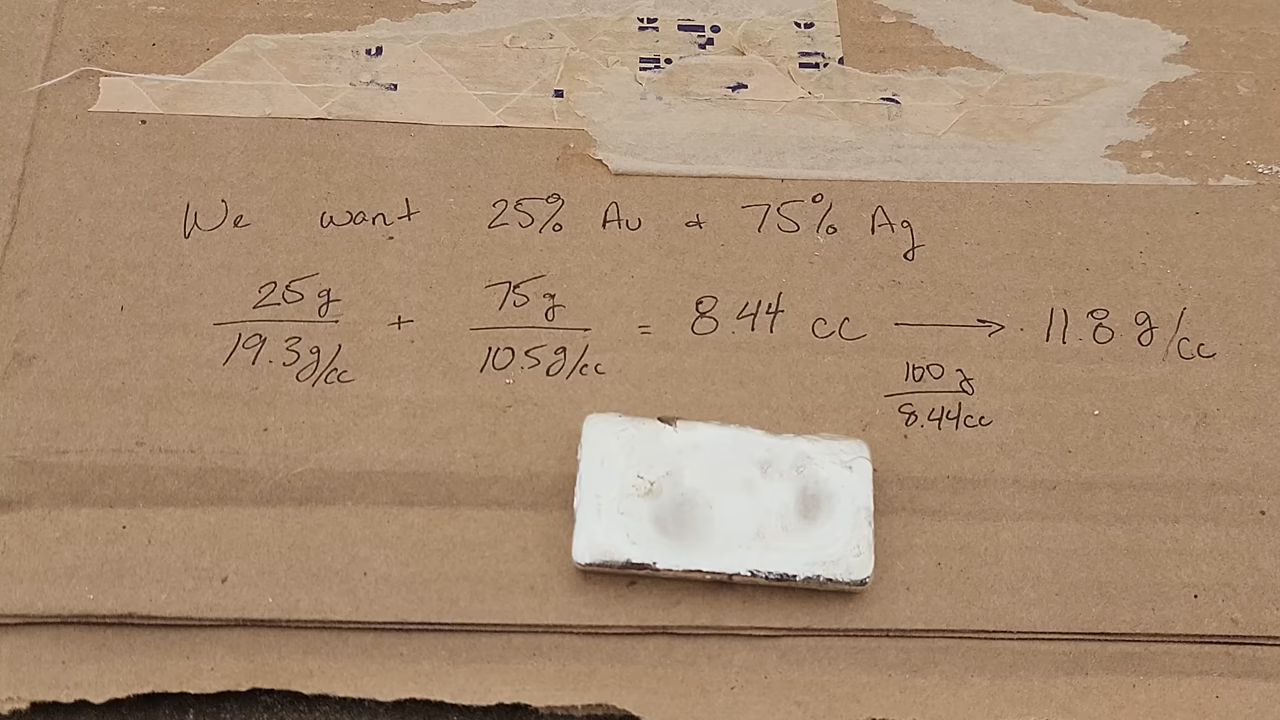 We want 25% Au + 75% Ag
25g/19.3g/cc + 75g/10.5g/cc = 8.44 cc → 11.8 g/cc
100g/8.44cc